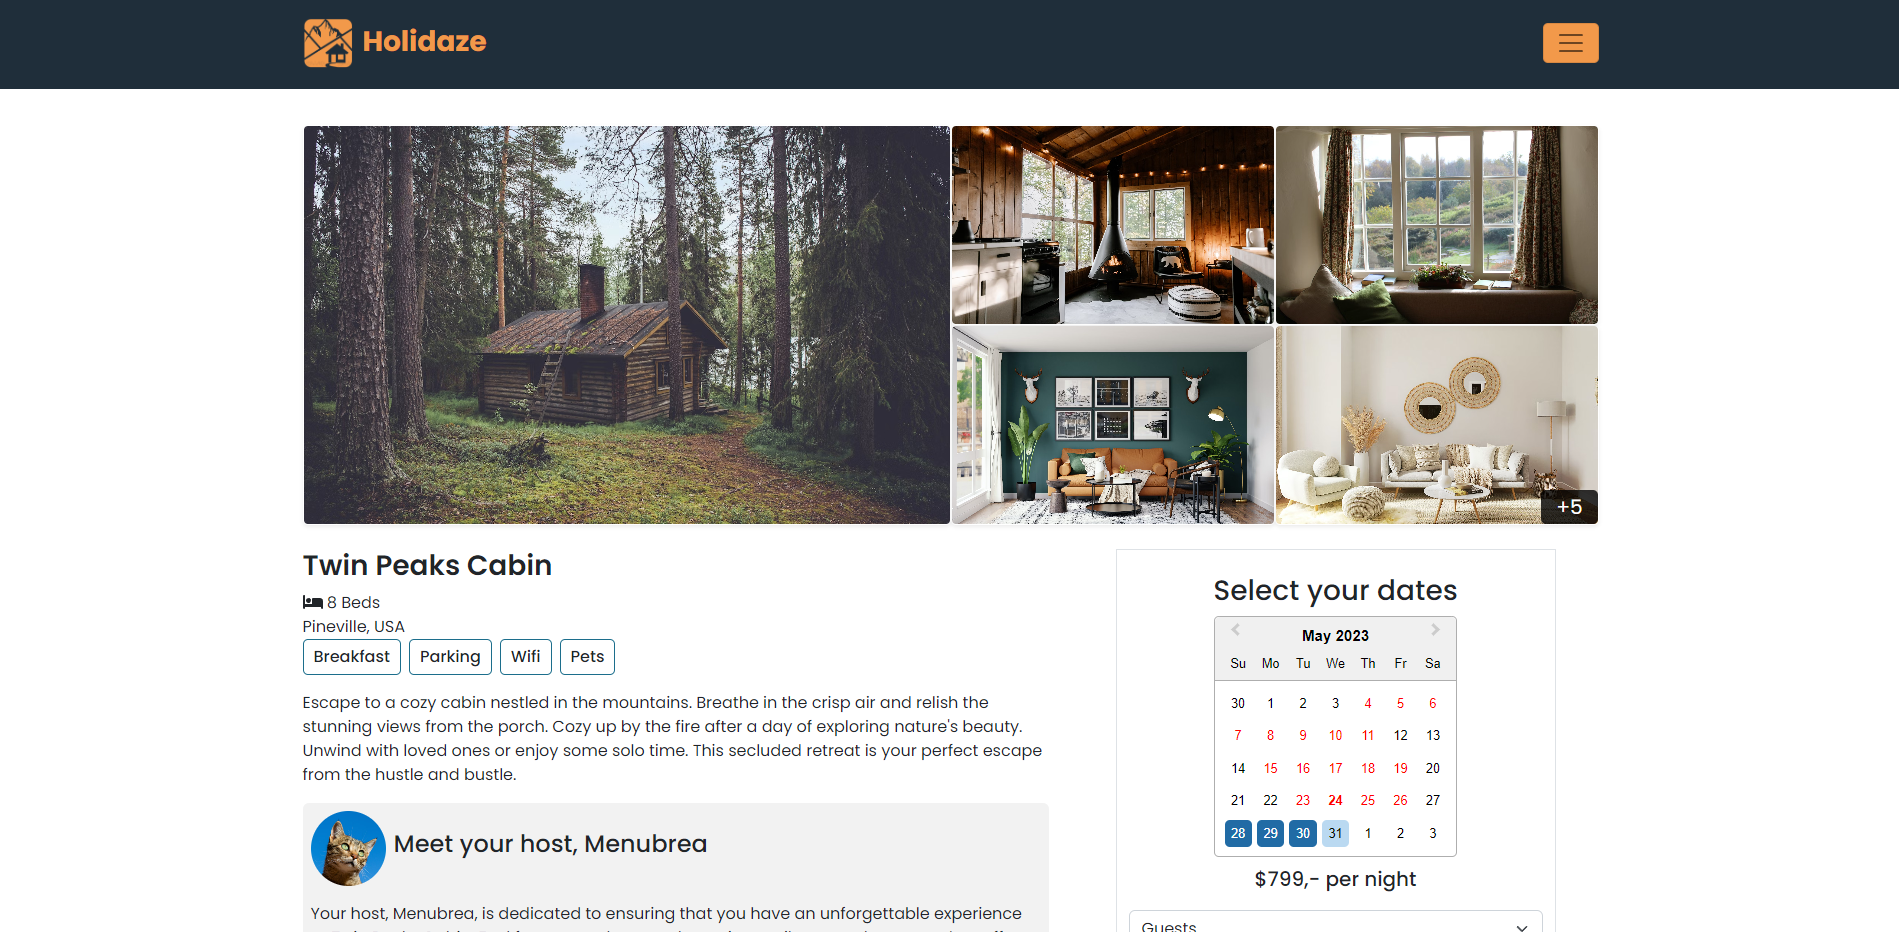 Holidaze
+5
Twin Peaks Cabin
8 Beds
Pineville, USA
Breakfast Parking Wifi Pets
Escape to a cozy cabin nestled in the mountains. Breathe in the crisp air and relish the
stunning views from the porch. Cozy up by the fire after a day of exploring nature's beauty.
Unwind with loved ones or enjoy some solo time. This secluded retreat is your perfect escape
from the hustle and bustle.
Meet your host, Menubrea
Your host, Menubrea, is dedicated to ensuring that you have an unforgettable experience
Select your dates
May 2023
Su Mo Tu We Th Fr Sa
30 1 2 3 4 5 6
7 8 9 10 11 12 13
14 15 16 17 18 19 20
21 22 23 24 25 26 27
28 29 30 31 1 2 3
$799,- per night
Guests